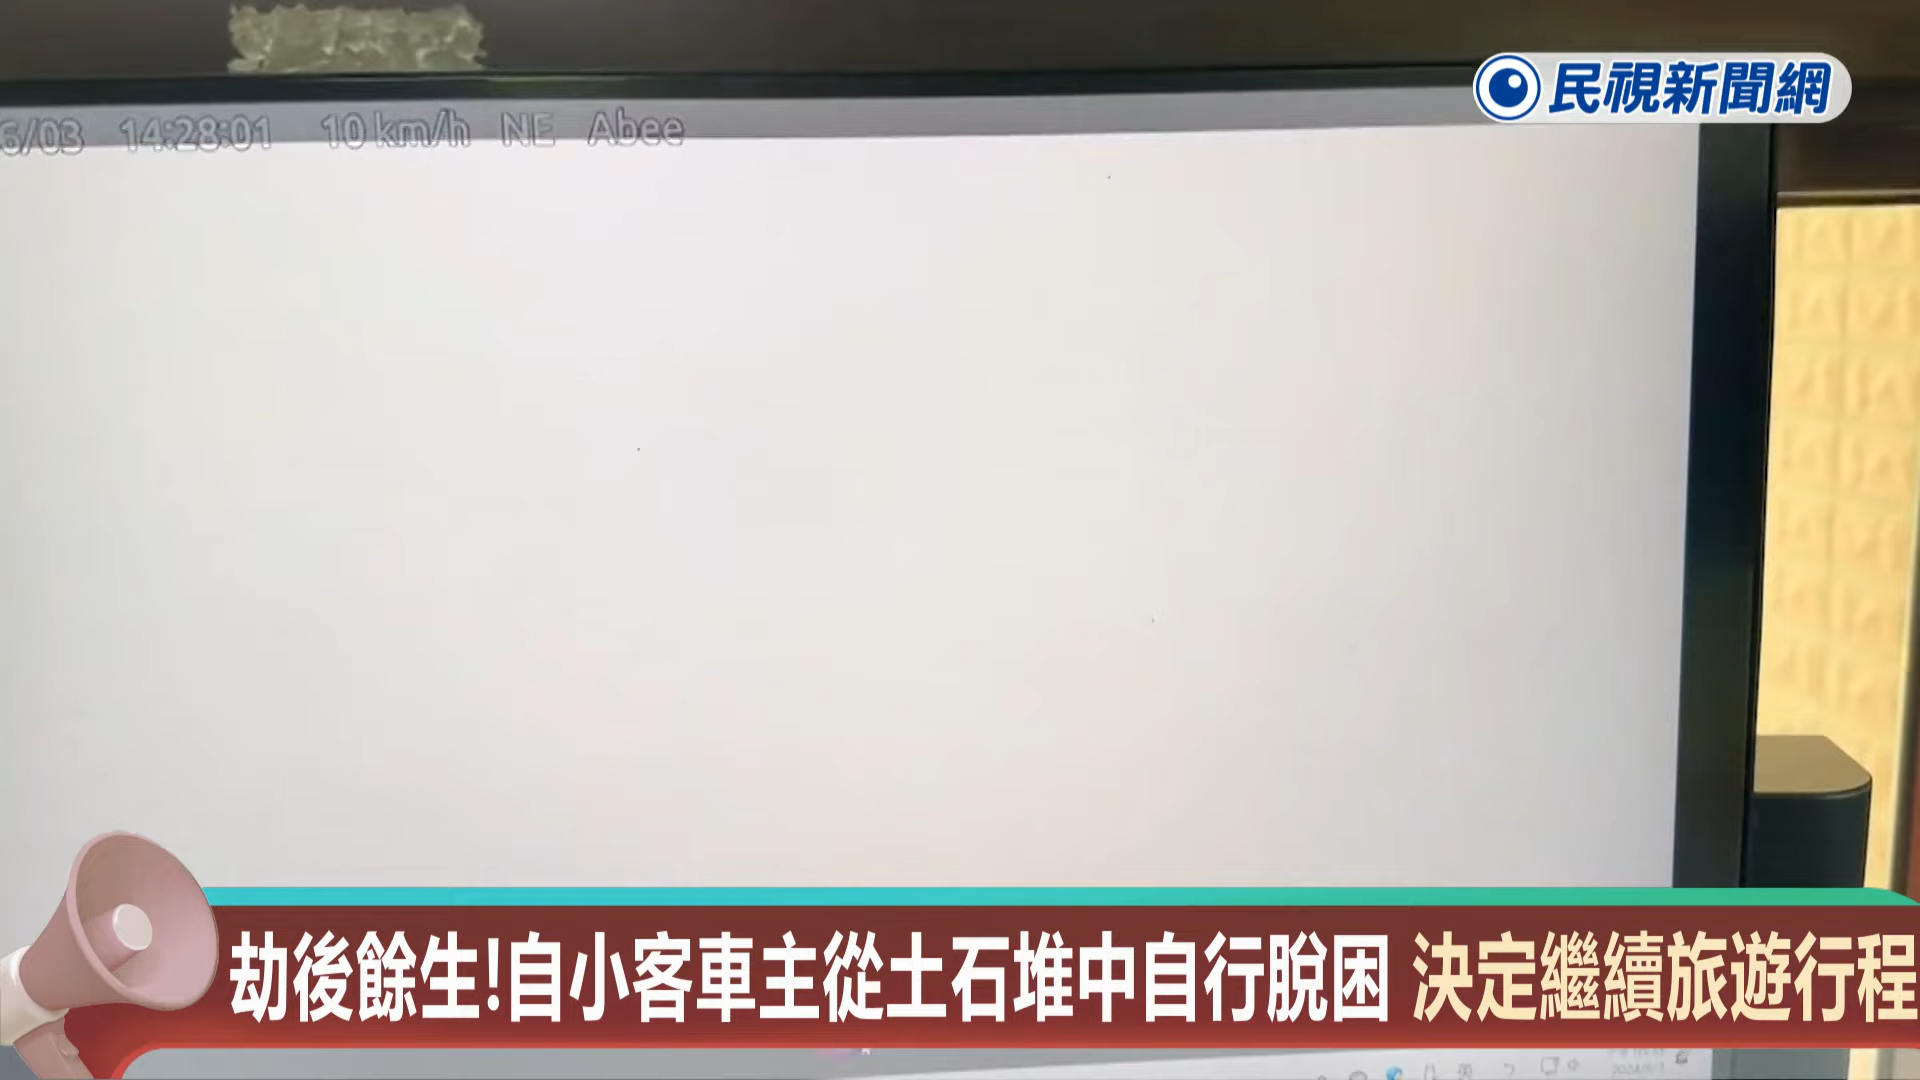 民視新聞網
6/03 14:28:01 10 km/h NE Abee
劫後餘生!自小客車主從土石堆中自行脫困 決定繼續旅遊行程
英